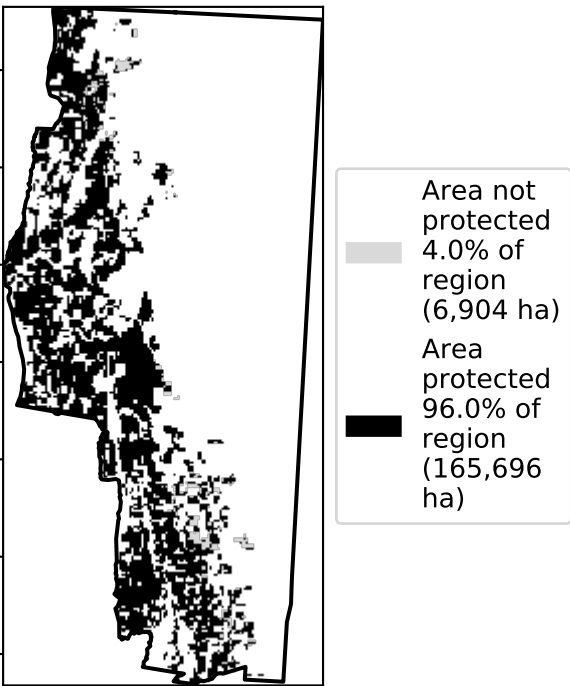 Area not
protected
4.0% of
region
(6,904 ha)
Area
protected
96.0% of
region
(165,696
ha)